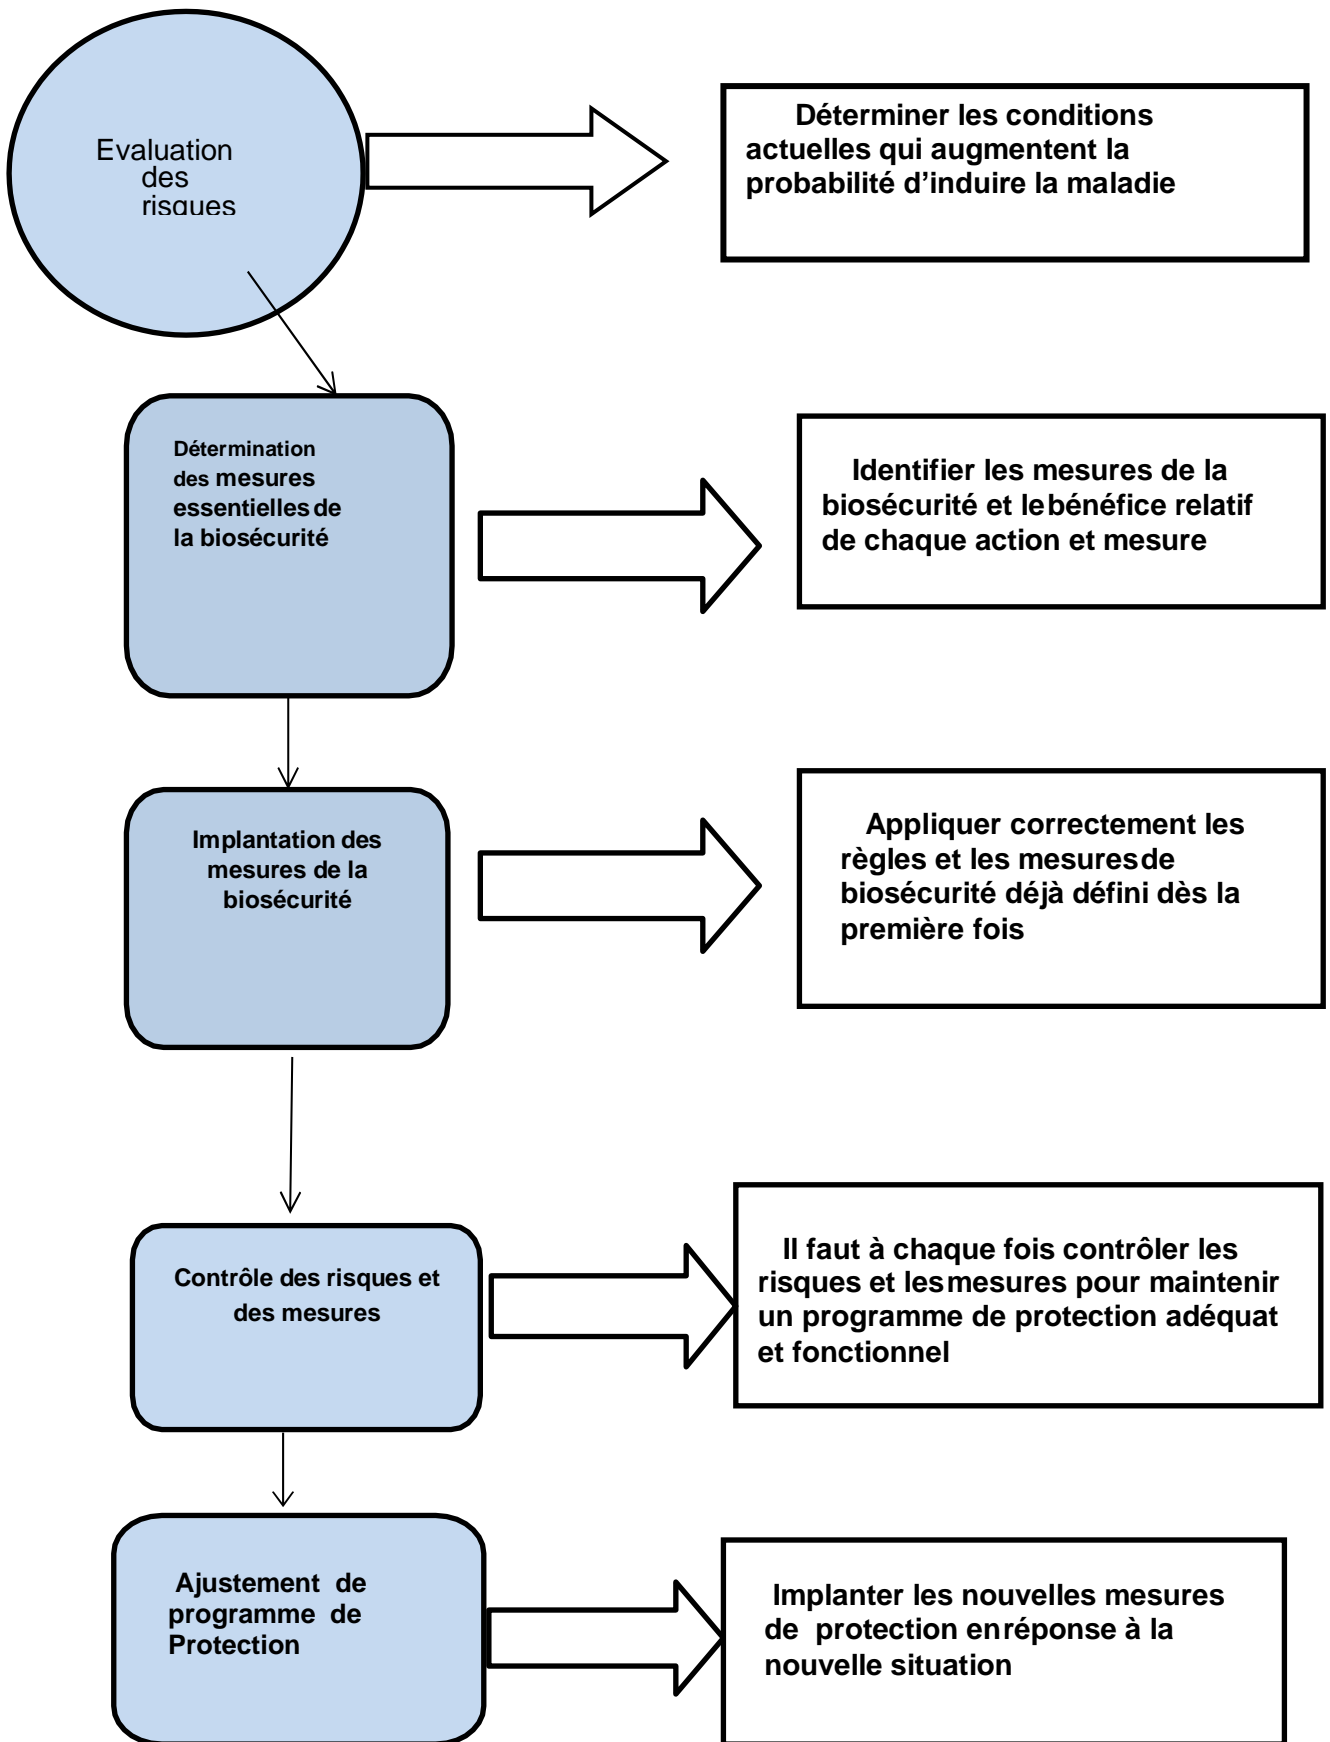 Evaluation
des
risques
Déterminer les conditions
actuelles qui augmentent la
probabilité d’induire la maladie
Détermination
des mesures
essentielles de
la biosécurité
Identifier les mesures de la
biosécurité et le bénéfice relatif
de chaque action et mesure
Implantation des
mesures de la
biosécurité
Appliquer correctement les
règles et les mesures de
biosécurité déjà défini dès la
première fois
Contrôle des risques et
des mesures
Il faut à chaque fois contrôler les
risques et les mesures pour maintenir
un programme de protection adéquat
et fonctionnel
Ajustement de
programme de
Protection
Implanter les nouvelles mesures
de protection en réponse à la
nouvelle situation